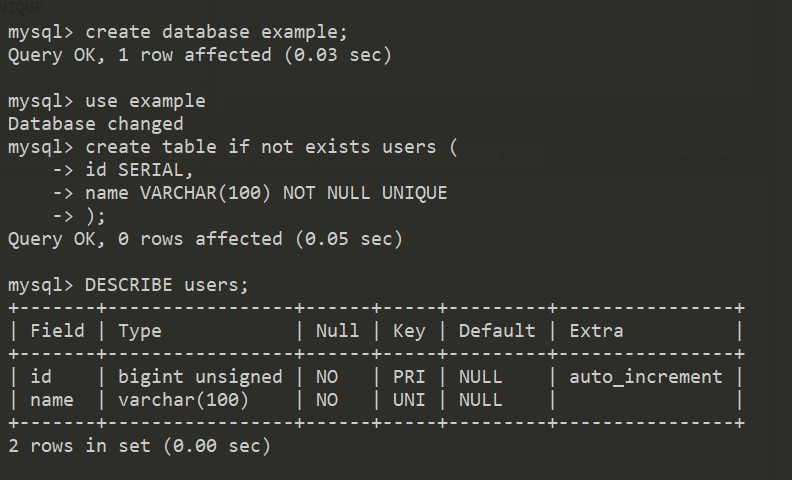 NIQUE
mysql> create database example;
Query OK, 1 row affected (0.03 sec)
mysql> use example
Database changed
mysql> create table if not exists users (
    -> id SERIAL,
    -> name VARCHAR(100) NOT NULL UNIQUE
    -> );
Query OK, 0 rows affected (0.05 sec)
mysql> DESCRIBE users;
+-------+-----------------+------+-----+---------+----------------+
| Field | Type            | Null | Key | Default | Extra          |
+-------+-----------------+------+-----+---------+----------------+
| id    | bigint unsigned | NO   | PRI | NULL    | auto_increment |
| name  | varchar(100)    | NO   | UNI | NULL    |                |
+-------+-----------------+------+-----+---------+----------------+
2 rows in set (0.00 sec)